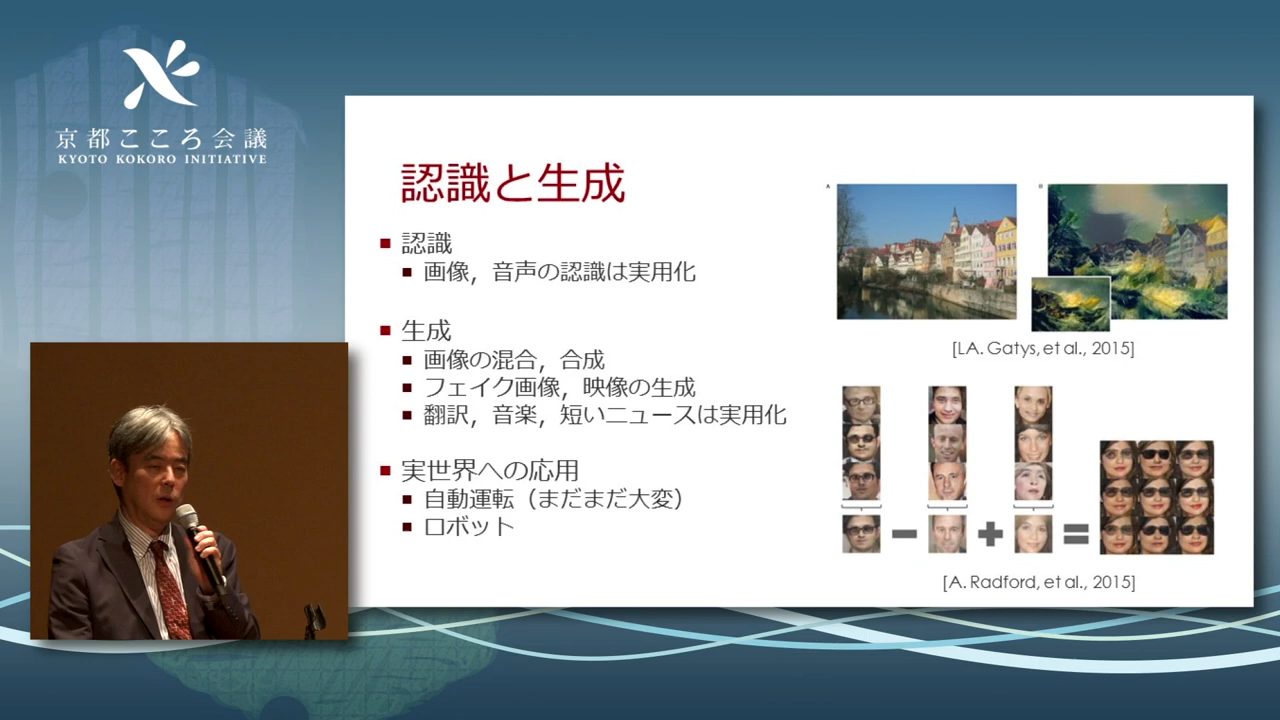 京都こころ会議
KYOTO KOKORO INITIATIVE
認識と生成
▪ 認識
▪ 画像，音声の認識は実用化
▪ 生成
▪ 画像の混合，合成
▪ フェイク画像，映像の生成
▪ 翻訳，音楽，短いニュースは実用化
▪ 実世界への応用
▪ 自動運転（まだまだ大変）
▪ ロボット
A
B
[LA. Gatys, et al., 2015]
[A. Radford, et al., 2015]